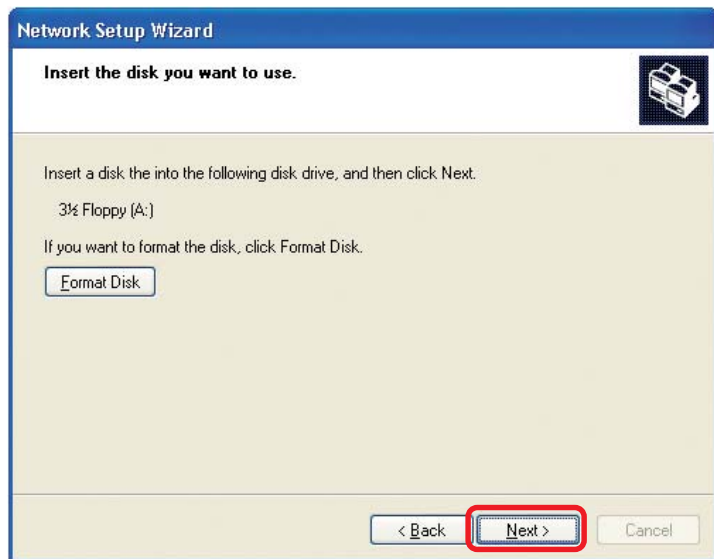 Network Setup Wizard
Insert the disk you want to use.
Insert a disk the into the following disk drive, and then click Next.
3½ Floppy (A:)
If you want to format the disk, click Format Disk.
Format Disk
< Back
Next >
Cancel